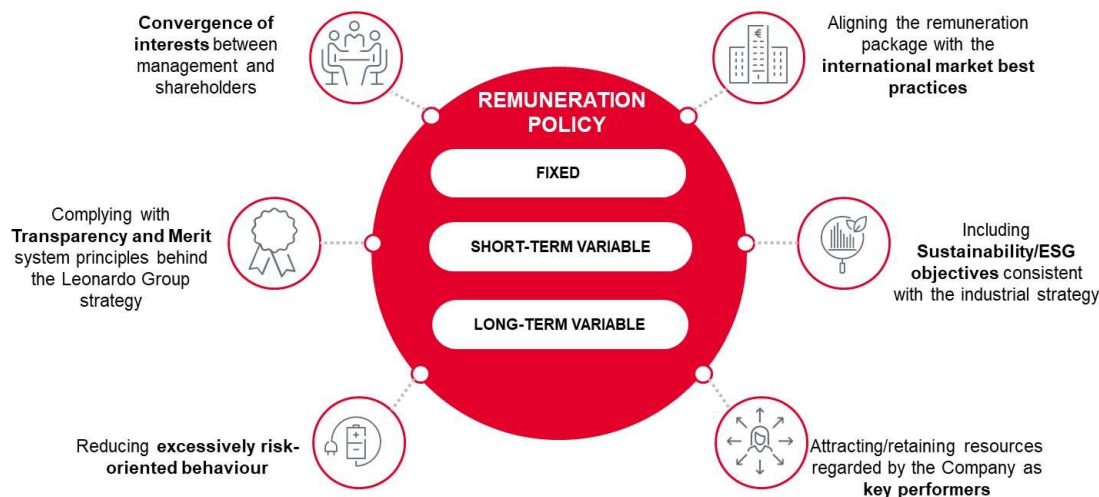 Convergence of
interests between
management and
shareholders
Aligning the remuneration
package with the
international market best
practices
REMUNERATION
POLICY
FIXED
SHORT-TERM VARIABLE
LONG-TERM VARIABLE
Complying with
Transparency and Merit
system principles behind
the Leonardo Group
strategy
Including
Sustainability/ESG
objectives consistent
with the industrial strategy
Reducing excessively risk-
oriented behaviour
Attracting/retaining resources
regarded by the Company as
key performers
€
+
-